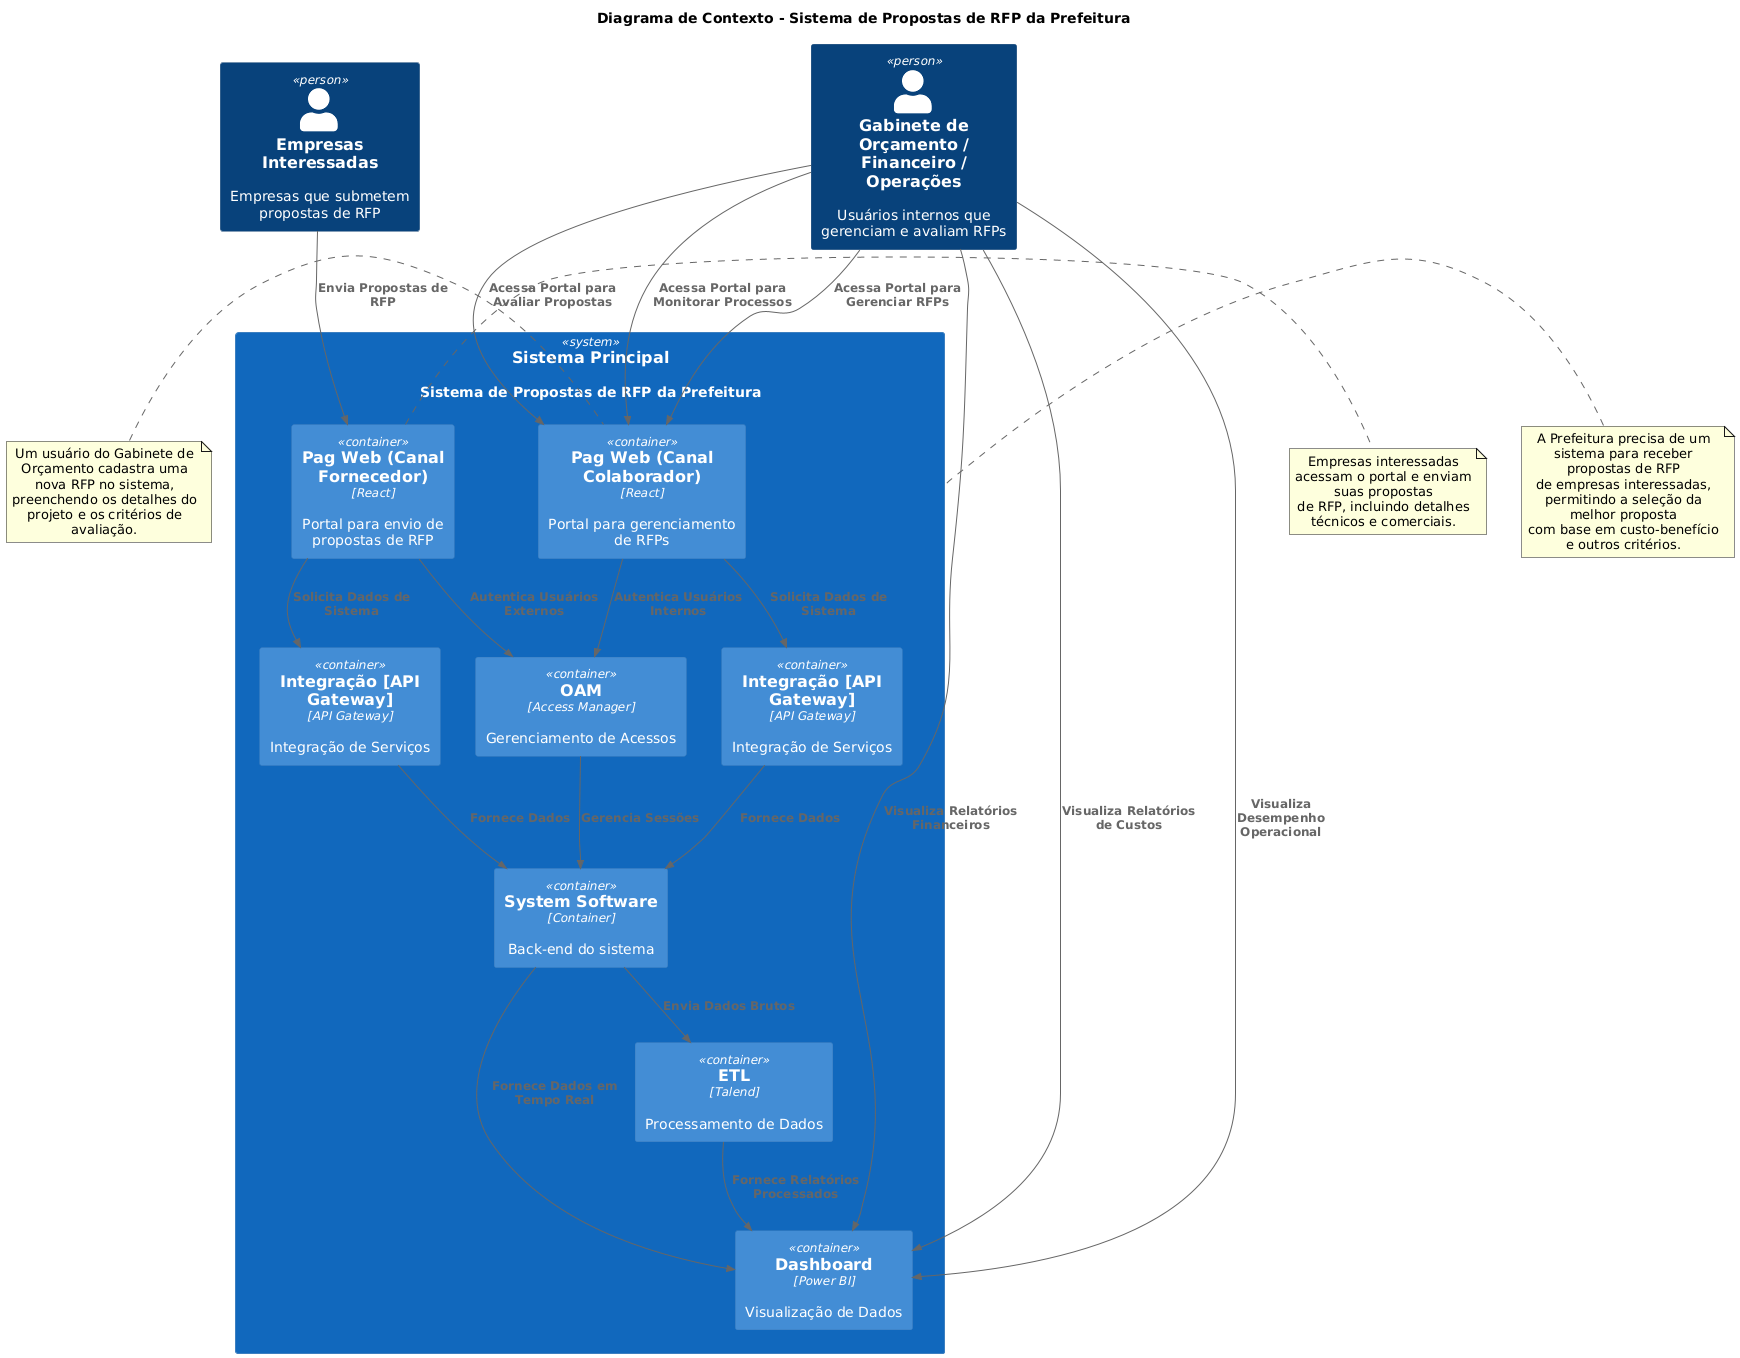 Diagrama de Contexto - Sistema de Propostas de RFP da Prefeitura
«person»
Empresas
Interessadas
Empresas que submetem
propostas de RFP
«person»
Gabinete de
Orçamento /
Financeiro /
Operações
Usuários internos que
gerenciam e avaliam RFPs
Envia Propostas de
RFP
Acessa Portal para
Avaliar Propostas
Acessa Portal para
Monitorar Processos
Acessa Portal para
Gerenciar RFPs
«system»
Sistema Principal
Sistema de Propostas de RFP da Prefeitura
Um usuário do Gabinete de
Orçamento cadastra uma
nova RFP no sistema,
preenchendo os detalhes do
projeto e os critérios de
avaliação.
«container»
Pag Web (Canal
Fornecedor)
[React]
Portal para envio de
propostas de RFP
«container»
Pag Web (Canal
Colaborador)
[React]
Portal para gerenciamento
de RFPs
Empresas interessadas
acessam o portal e enviam
suas propostas
de RFP, incluindo detalhes
técnicos e comerciais.
A Prefeitura precisa de um
sistema para receber
propostas de RFP
de empresas interessadas,
permitindo a seleção da
melhor proposta
com base em custo-benefício
e outros critérios.
Solicita Dados de
Sistema
Autentica Usuários
Externos
Autentica Usuários
Internos
Solicita Dados de
Sistema
«container»
Integração [API
Gateway]
[API Gateway]
Integração de Serviços
«container»
OAM
[Access Manager]
Gerenciamento de Acessos
«container»
Integração [API
Gateway]
[API Gateway]
Integração de Serviços
Fornece Dados
Gerencia Sessões
Fornece Dados
Visualiza Relatórios
Financeiros
Visualiza Relatórios
de Custos
Visualiza
Desempenho
Operacional
«container»
System Software
[Container]
Back-end do sistema
Envia Dados Brutos
Fornece Dados em
Tempo Real
«container»
ETL
[Talend]
Processamento de Dados
Fornece Relatórios
Processados
«container»
Dashboard
[Power BI]
Visualização de Dados